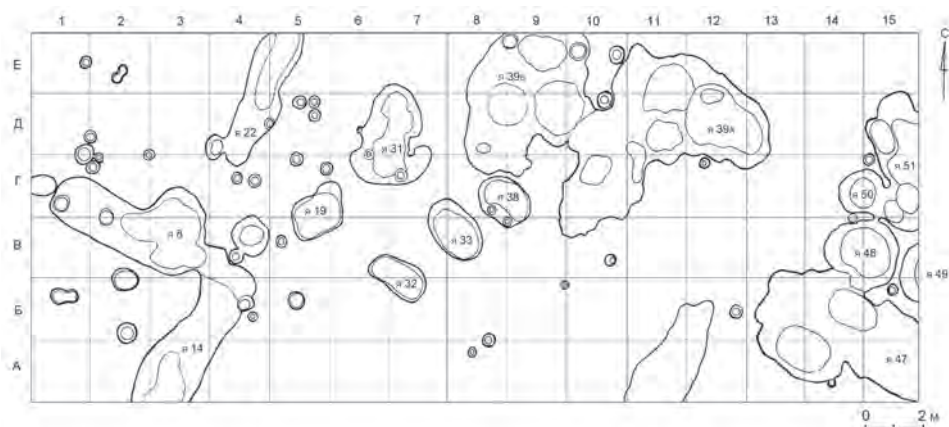 1 2 3 4 5 6 7 8 9 10 11 12 13 14 15
С
Е
я 39Б
Д
я 22
я 31
я 39А
я 51
Г
я 19
я 38
я 50
В
я 6
я 33
я 48
я 49
Б
я 32
А
я 14
я 47
0 2 м